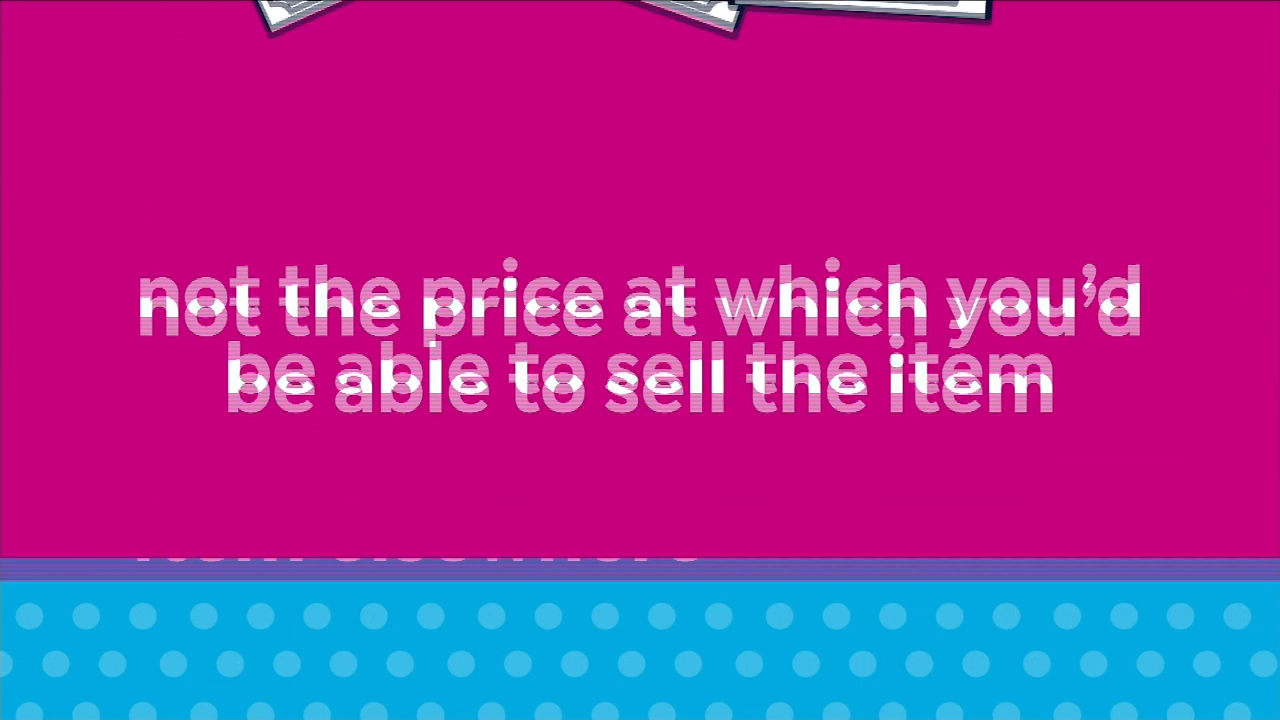 not the price at which you’d
be able to sell the item